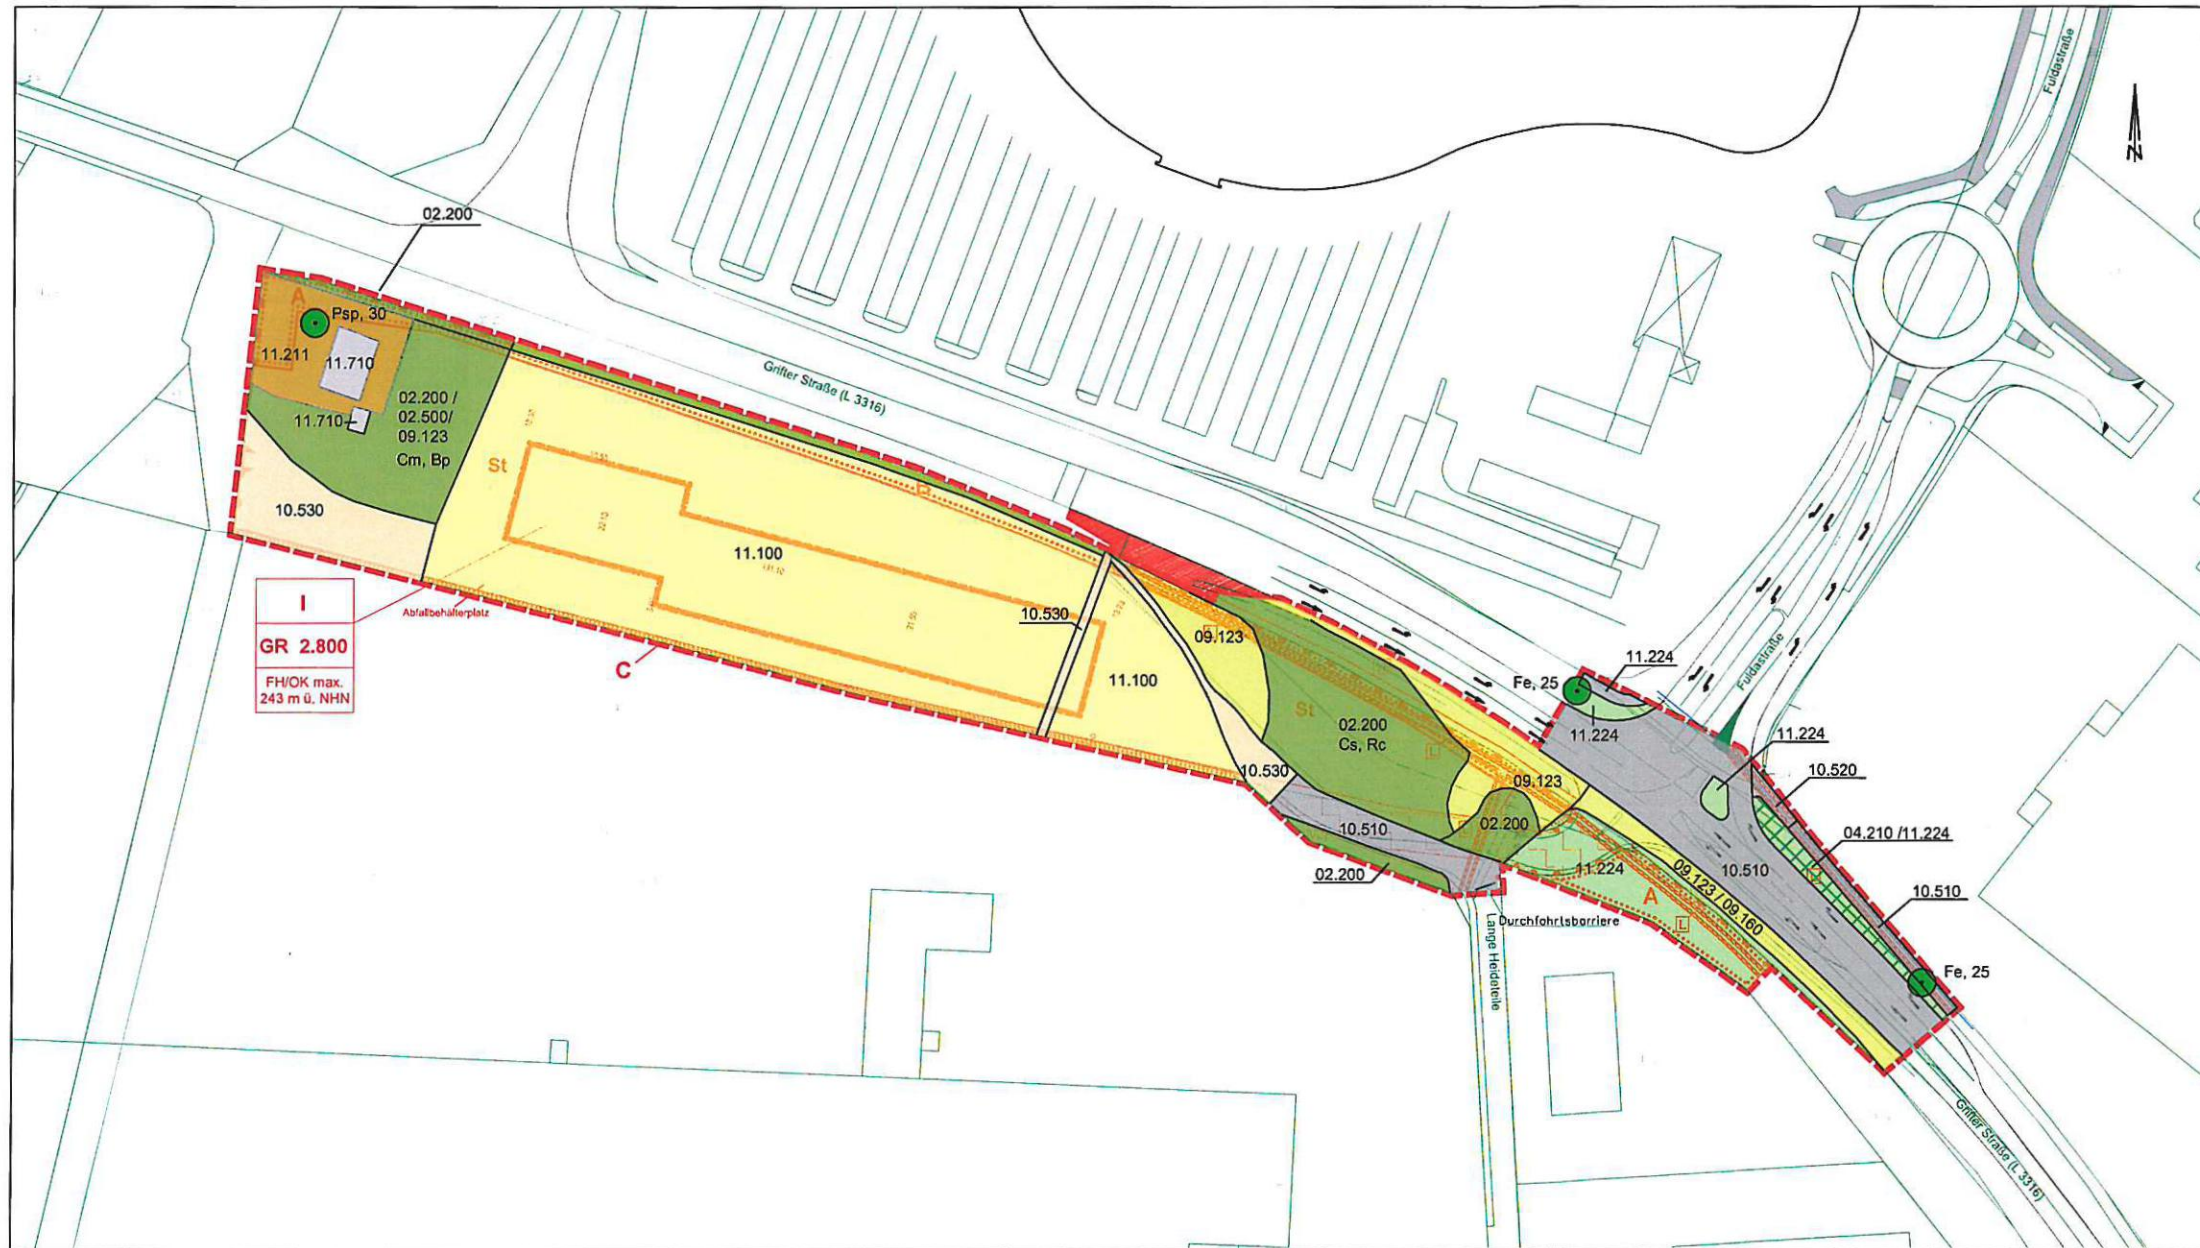 Fuldastraße
N
02.200
A
Psp, 30
11.211
11.710
Grifter Straße (L 3316)
11.710
02.200 /
02.500/
09.123
Cm, Bp
St
10.530
11.100
I
GR 2.800
FH/OK max.
243 m ü. NHN
Abfallbehälterplatz
C
10.530
09.123
11.100
St
02.200
Cs, Rc
L
Fe, 25
11.224
11.224
Fuldastraße
11.224
10.520
10.530
09.123
10.510
02.200
04.210 /11.224
02.200
11.224
09.123 / 09.160
10.510
10.510
A
L
Durchfahrtsbarriere
Lange Heideteile
Fe, 25
Grifter Straße (L 3316)